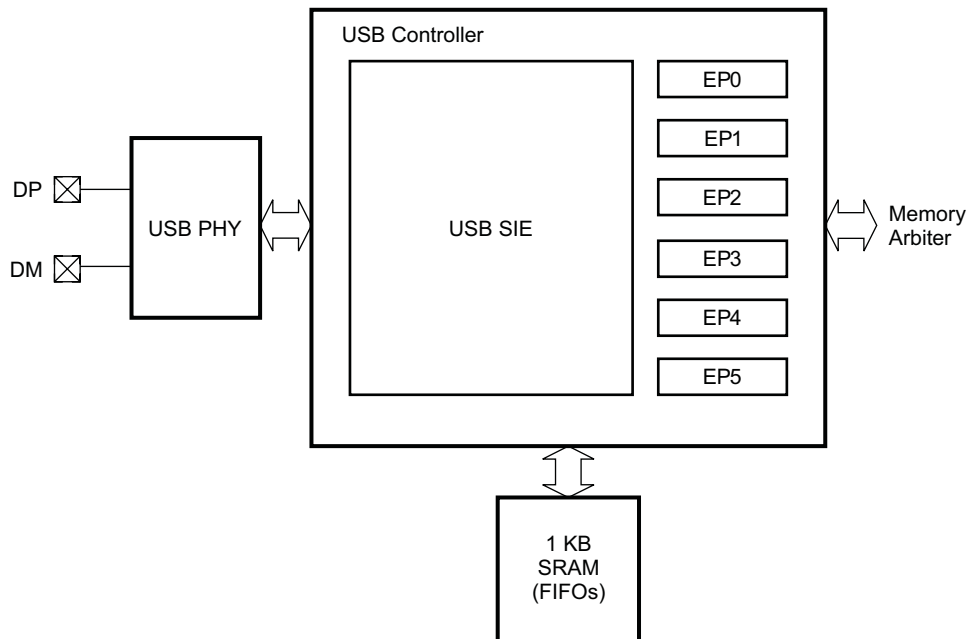 USB Controller
EP0
EP1
DP
USB PHY
USB SIE
EP2
Memory
Arbiter
DM
EP3
EP4
EP5
1 KB
SRAM
(FIFOs)